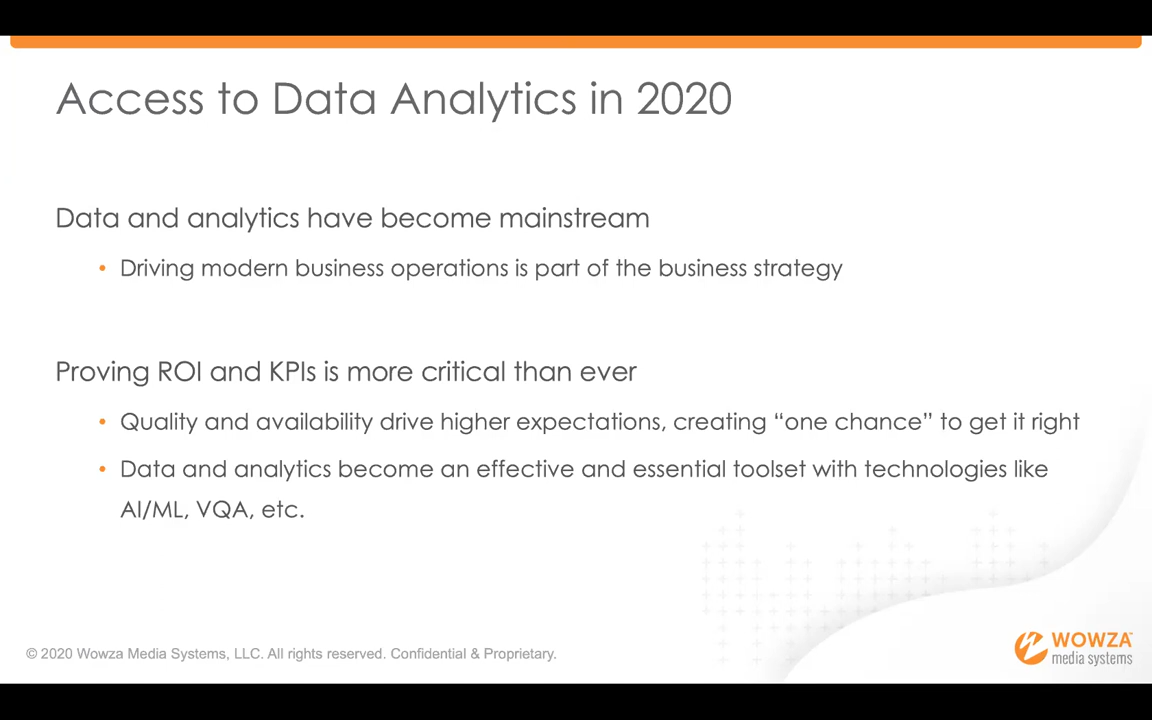 Access to Data Analytics in 2020
Data and analytics have become mainstream
• Driving modern business operations is part of the business strategy
Proving ROI and KPIs is more critical than ever
• Quality and availability drive higher expectations, creating “one chance” to get it right
• Data and analytics become an effective and essential toolset with technologies like
AI/ML, VQA, etc.
© 2020 Wowza Media Systems, LLC. All rights reserved. Confidential & Proprietary.
WOWZA™
media systems